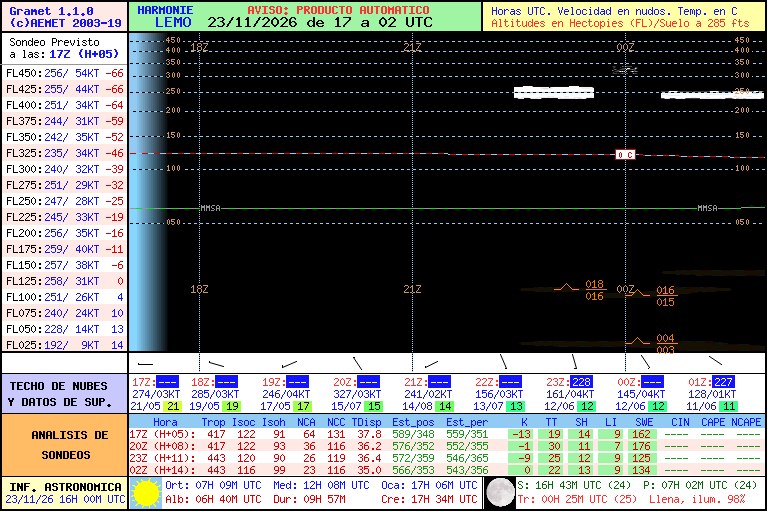 Gramet 1.1.0
(c)AEMET 2003-19
HARMONIE
LEMO
AVISO: PRODUCTO AUTOMATICO
23/11/2026 de 17 a 02 UTC
Horas UTC. Velocidad en nudos. Temp. en C
Altitudes en Hectopies (FL)/Suelo a 285 fts
Sondeo Previsto
a las: 17Z (H+05)
FL450: 256/ 54KT -66
FL425: 255/ 44KT -66
FL400: 251/ 34KT -64
FL375: 244/ 31KT -59
FL350: 242/ 35KT -52
FL325: 235/ 34KT -46
FL300: 240/ 32KT -39
FL275: 251/ 29KT -32
FL250: 247/ 28KT -25
FL225: 245/ 33KT -19
FL200: 256/ 35KT -16
FL175: 259/ 40KT -11
FL150: 257/ 38KT -6
FL125: 258/ 31KT 0
FL100: 251/ 26KT 4
FL075: 240/ 24KT 10
FL050: 228/ 14KT 13
FL025: 192/ 9KT 14
18Z 21Z 00Z
450 450
400 400
350 350
300 300
250 250
200 200
150 150
0 C
100 100
MMSA MMSA
050 050
18Z 21Z 00Z
018
016
016
015
004
003
TECHO DE NUBES
Y DATOS DE SUP.
17Z:--- 18Z:--- 19Z:--- 20Z:--- 21Z:--- 22Z:--- 23Z:228 00Z:--- 01Z:227
274/03KT 285/03KT 246/04KT 327/03KT 241/02KT 156/03KT 161/04KT 145/04KT 128/01KT
21/05 21 19/05 19 17/05 17 15/07 15 14/08 14 13/07 13 12/06 12 12/06 12 11/06 11
ANALISIS DE
SONDEOS
Hora Trop Isoc Isoh NCA NCC TDisp Est_pos Est_per K TT SH LI SWE CIN CAPE NCAPE
17Z (H+05): 417 122 91 64 131 37.8 589/348 559/351 -13 19 14 9 162 ---- ---- ----
20Z (H+08): 417 122 93 36 116 36.2 576/352 555/352 -1 30 11 7 176 ---- ---- ----
23Z (H+11): 443 120 90 26 119 36.4 572/359 546/365 -9 25 12 9 125 ---- ---- ----
02Z (H+14): 443 116 99 23 116 35.0 566/353 543/356 0 22 13 9 134 ---- ---- ----
INF. ASTRONOMICA
23/11/26 16H 00M UTC
Ort: 07H 09M UTC Med: 12H 08M UTC Oca: 17H 06M UTC
Alb: 06H 40M UTC Dur: 09H 57M Cre: 17H 34M UTC
S: 16H 43M UTC (24) P: 07H 02M UTC (24)
Tr: 00H 25M UTC (25) Llena, ilum. 98%